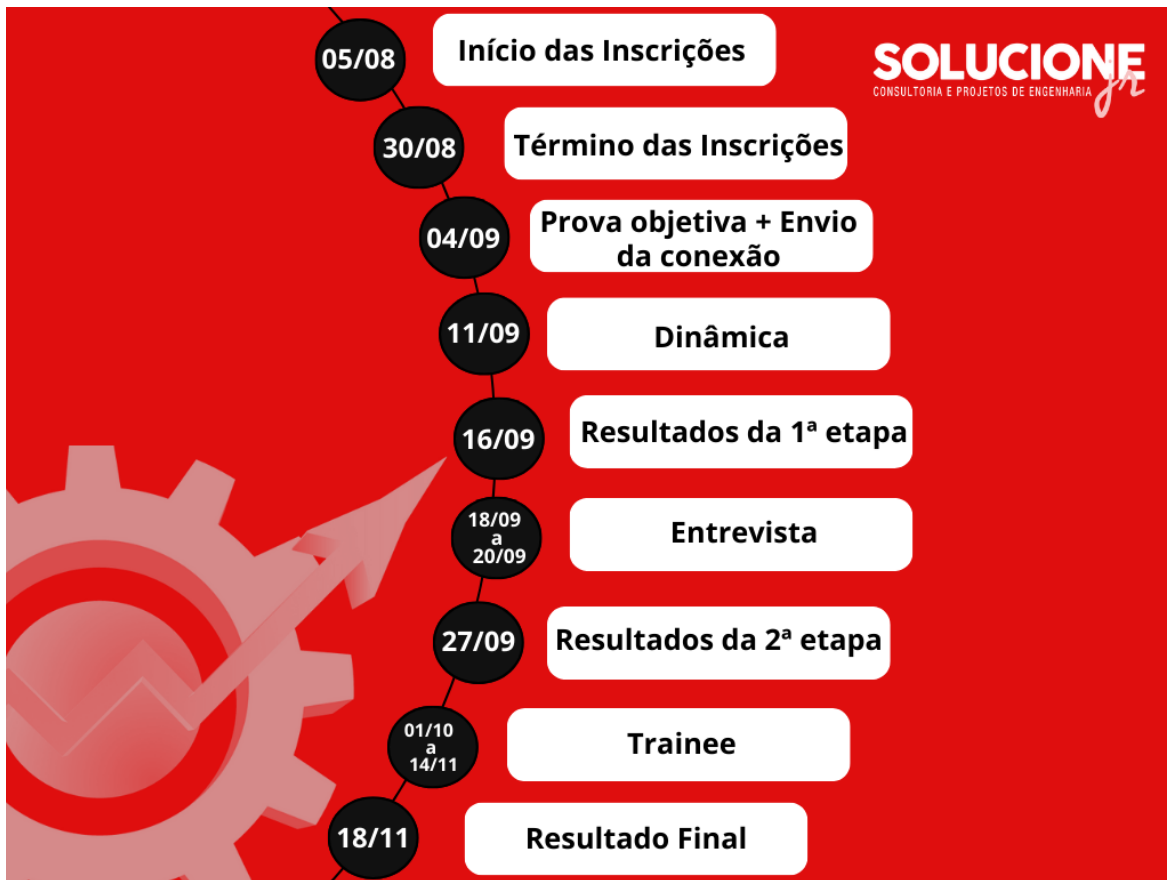 05/08
Início das Inscrições
SOLUCIONE
jr
CONSULTORIA E PROJETOS DE ENGENHARIA
30/08
Término das Inscrições
04/09
Prova objetiva + Envio
da conexão
11/09
Dinâmica
16/09
Resultados da 1ª etapa
18/09
a
20/09
Entrevista
27/09
Resultados da 2ª etapa
01/10
a
14/11
Trainee
18/11
Resultado Final